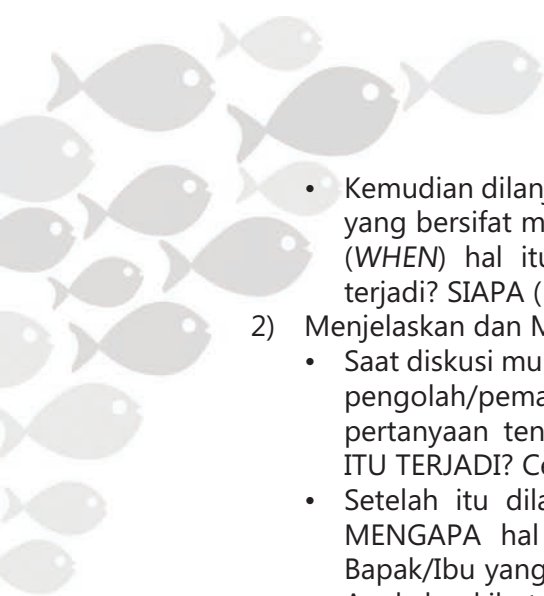 • Kemudian dilanj
yang bersifat m
(WHEN) hal itu
terjadi? SIAPA (
2) Menjelaskan dan M
• Saat diskusi mu
pengolah/pema
pertanyaan ten
ITU TERJADI? Ce
• Setelah itu dila
MENGAPA hal
Bapak/Ibu yang